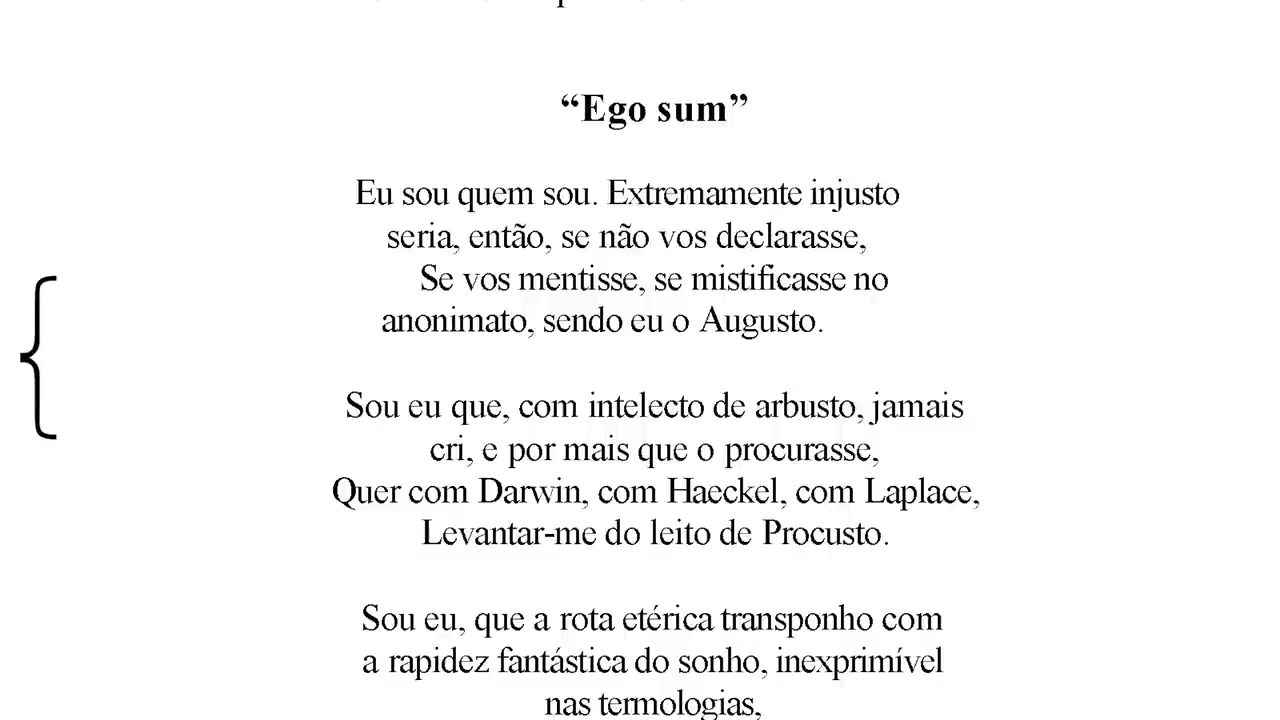 “Ego sum”
Eu sou quem sou. Extremamente injusto
seria, então, se não vos declarasse,
Se vos mentisse, se mistificasse no
anonimato, sendo eu o Augusto.
Sou eu que, com intelecto de arbusto, jamais
cri, e por mais que o procurasse,
Quer com Darwin, com Haeckel, com Laplace,
Levantar-me do leito de Procusto.
Sou eu, que a rota etérica transponho com
a rapidez fantástica do sonho, inexprimível
nas termologias,